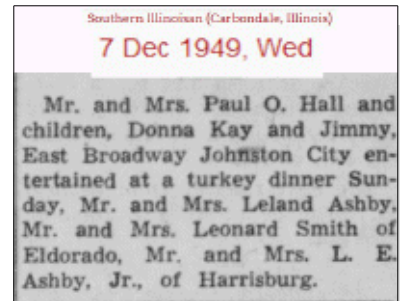 Southern Illinoisan (Carbondale, Illinois)
7 Dec 1949, Wed
Mr. and Mrs. Paul O. Hall and
children, Donna Kay and Jimmy,
East Broadway Johnston City en-
tertained at a turkey dinner Sun-
day, Mr. and Mrs. Leland Ashby,
Mr. and Mrs. Leonard Smith of
Eldorado, Mr. and Mrs. L. E.
Ashby, Jr., of Harrisburg.